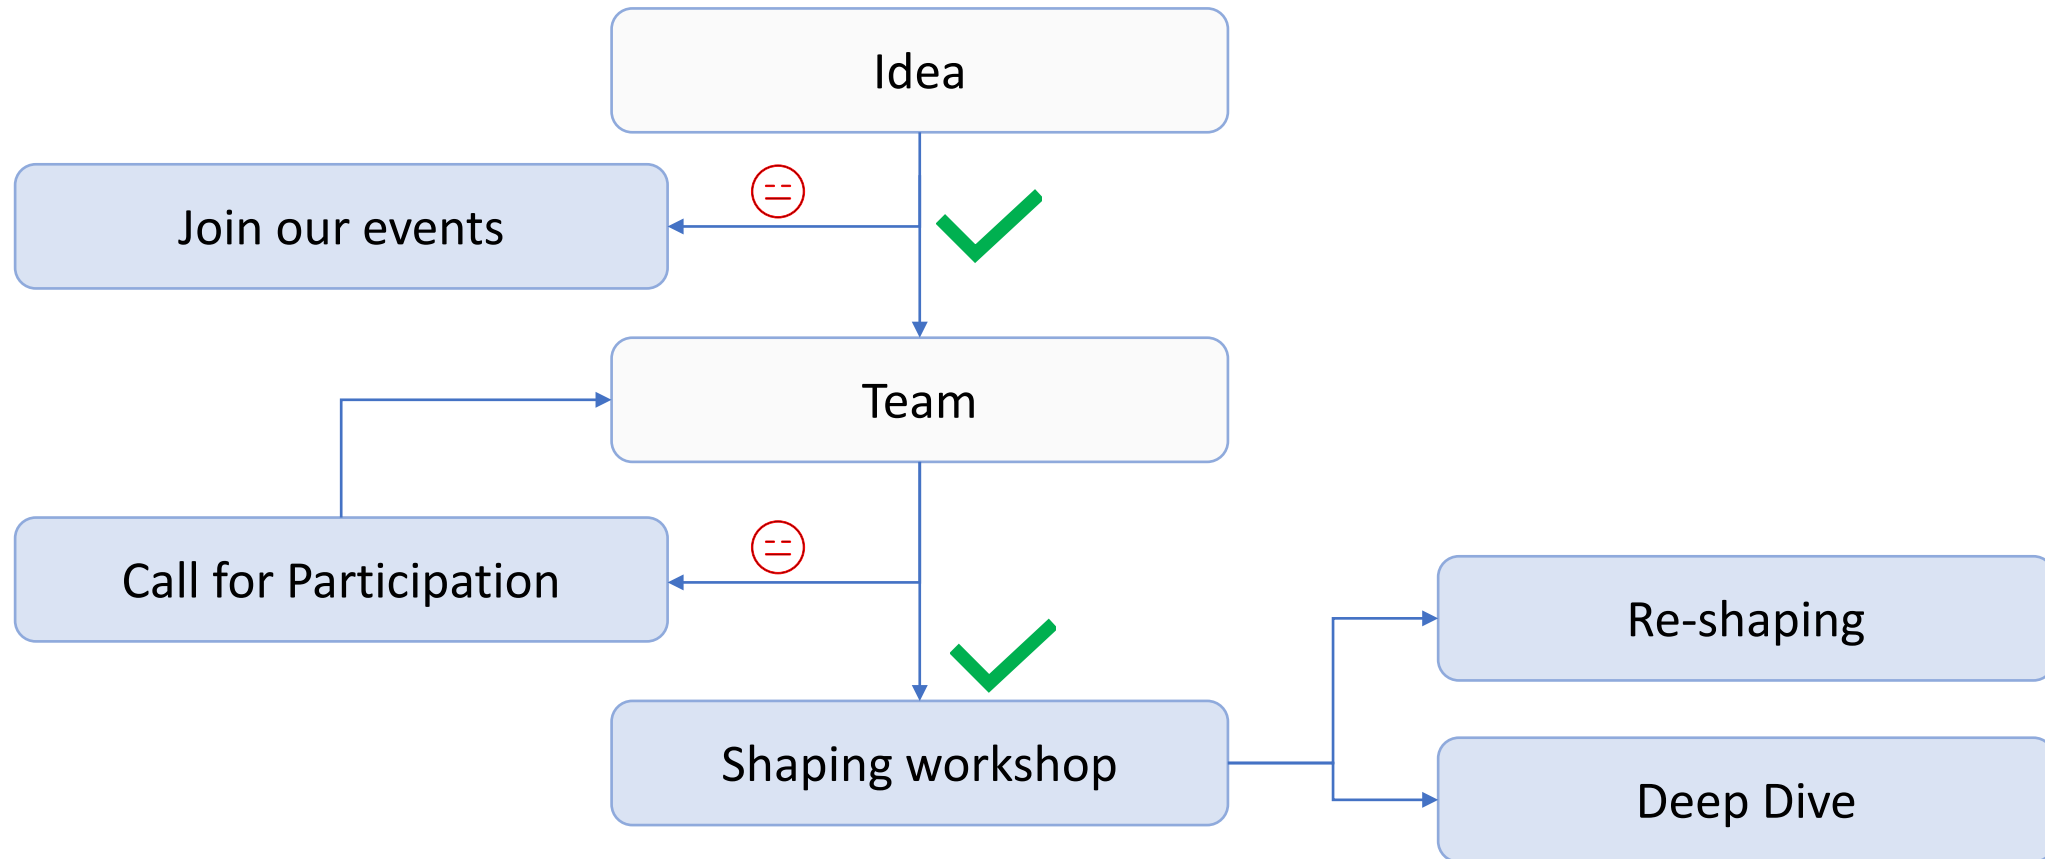 Idea
Join our events
Team
Call for Participation
Re-shaping
Shaping workshop
Deep Dive